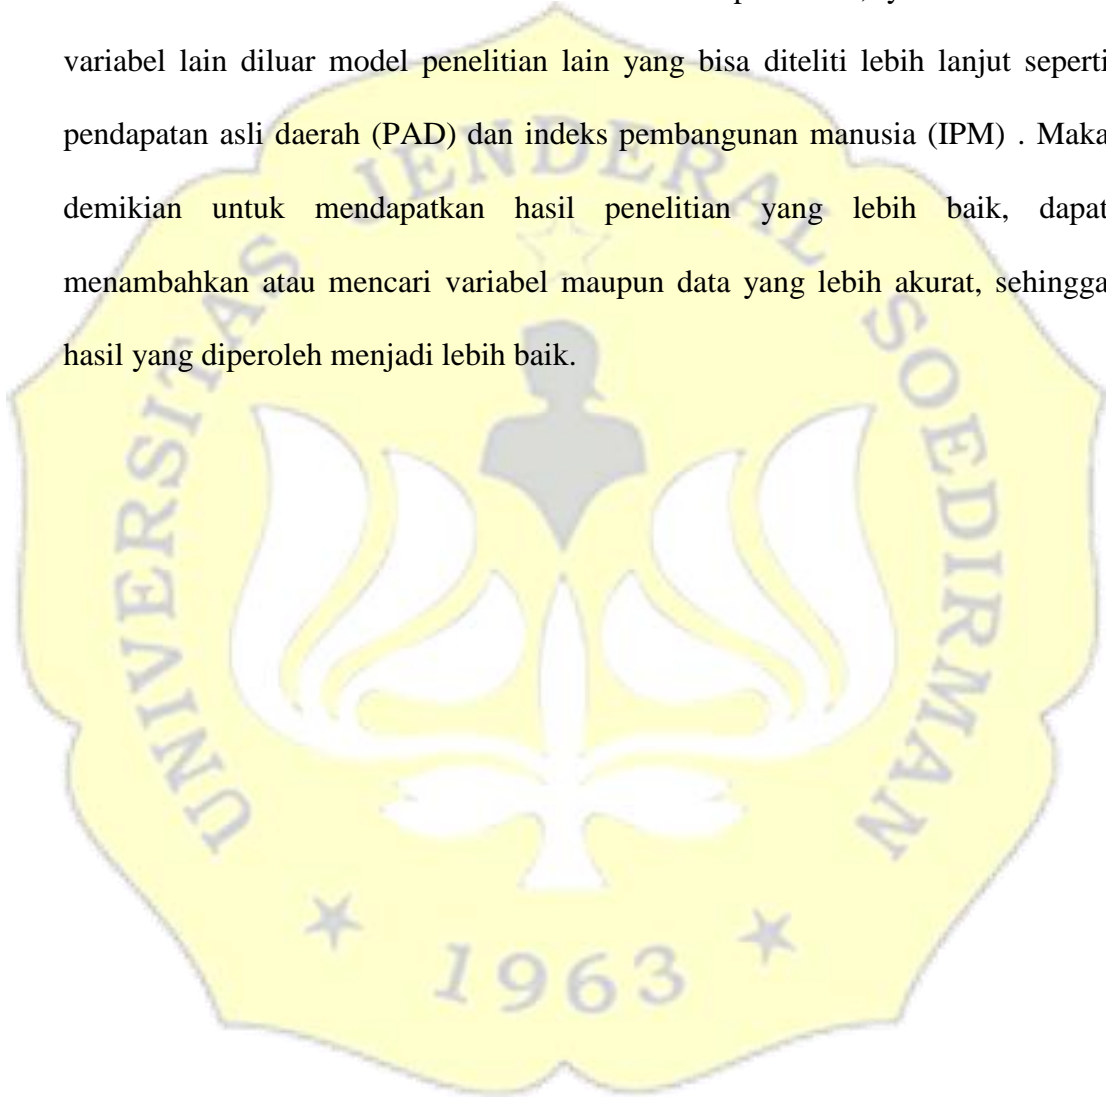 variabel lain diluar model penelitian lain yang bisa diteliti lebih lanjut seperti
pendapatan asli daerah (PAD) dan indeks pembangunan manusia (IPM) . Maka
demikian untuk mendapatkan hasil penelitian yang lebih baik, dapat
menambahkan atau mencari variabel maupun data yang lebih akurat, sehingga
hasil yang diperoleh menjadi lebih baik.
UNIVERSITAS JENDERAL SOEDIRMAN
1963